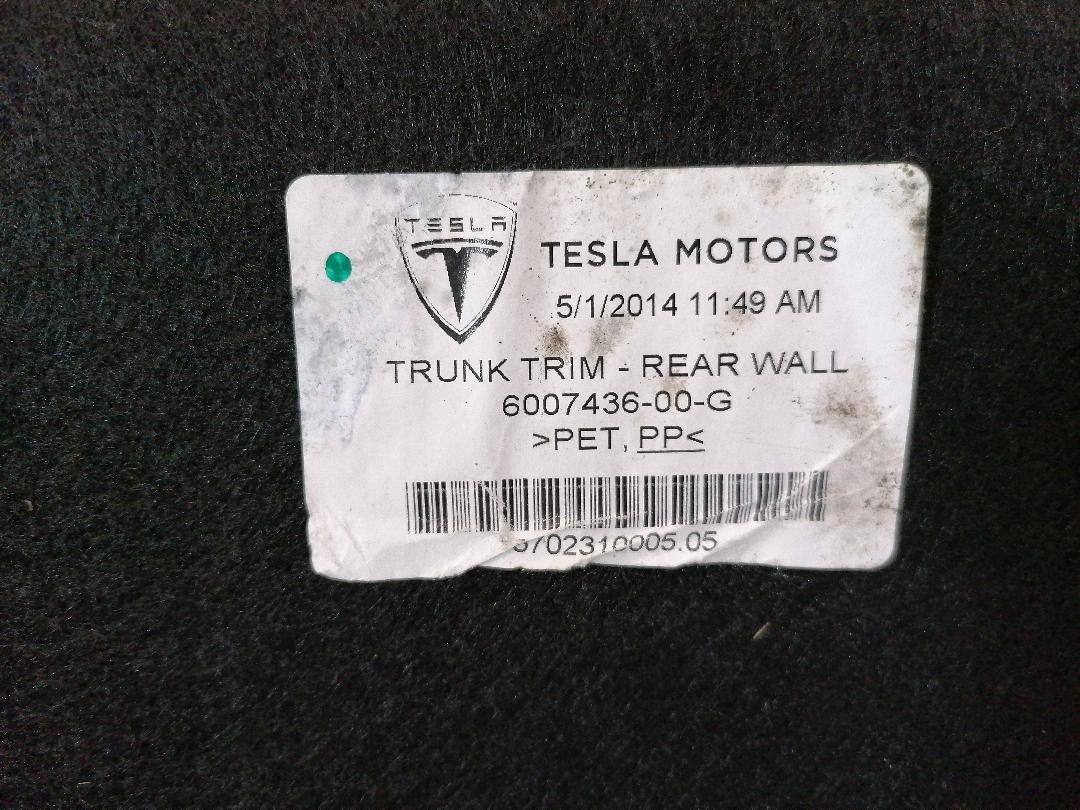 TESLA
TESLA MOTORS
5/1/2014 11:49 AM
TRUNK TRIM - REAR WALL
6007436-00-G
>PET, PP<